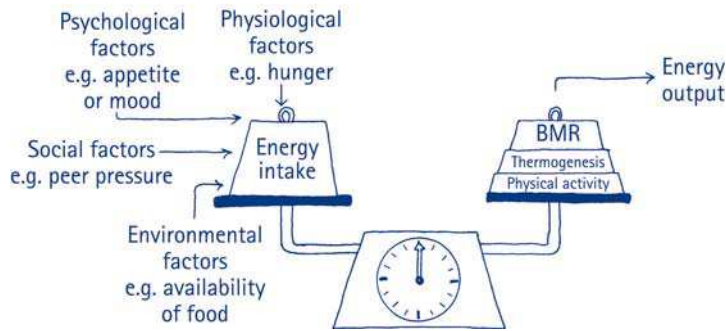 Psychological
factors
e.g. appetite
or mood
Physiological
factors
e.g. hunger
Social factors
e.g. peer pressure
Environmental
factors
e.g. availability
of food
Energy
intake
BMR
Thermogenesis
Physical activity
Energy
output